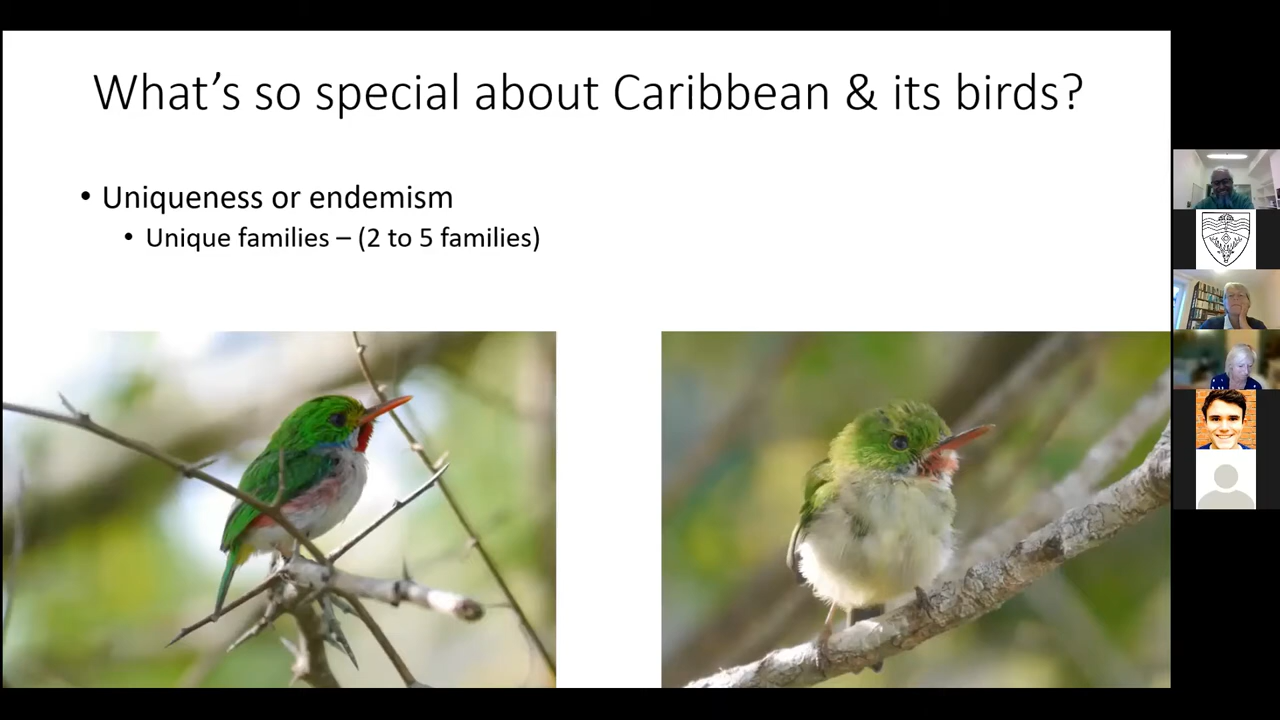 What’s so special about Caribbean & its birds?
• Uniqueness or endemism
• Unique families – (2 to 5 families)